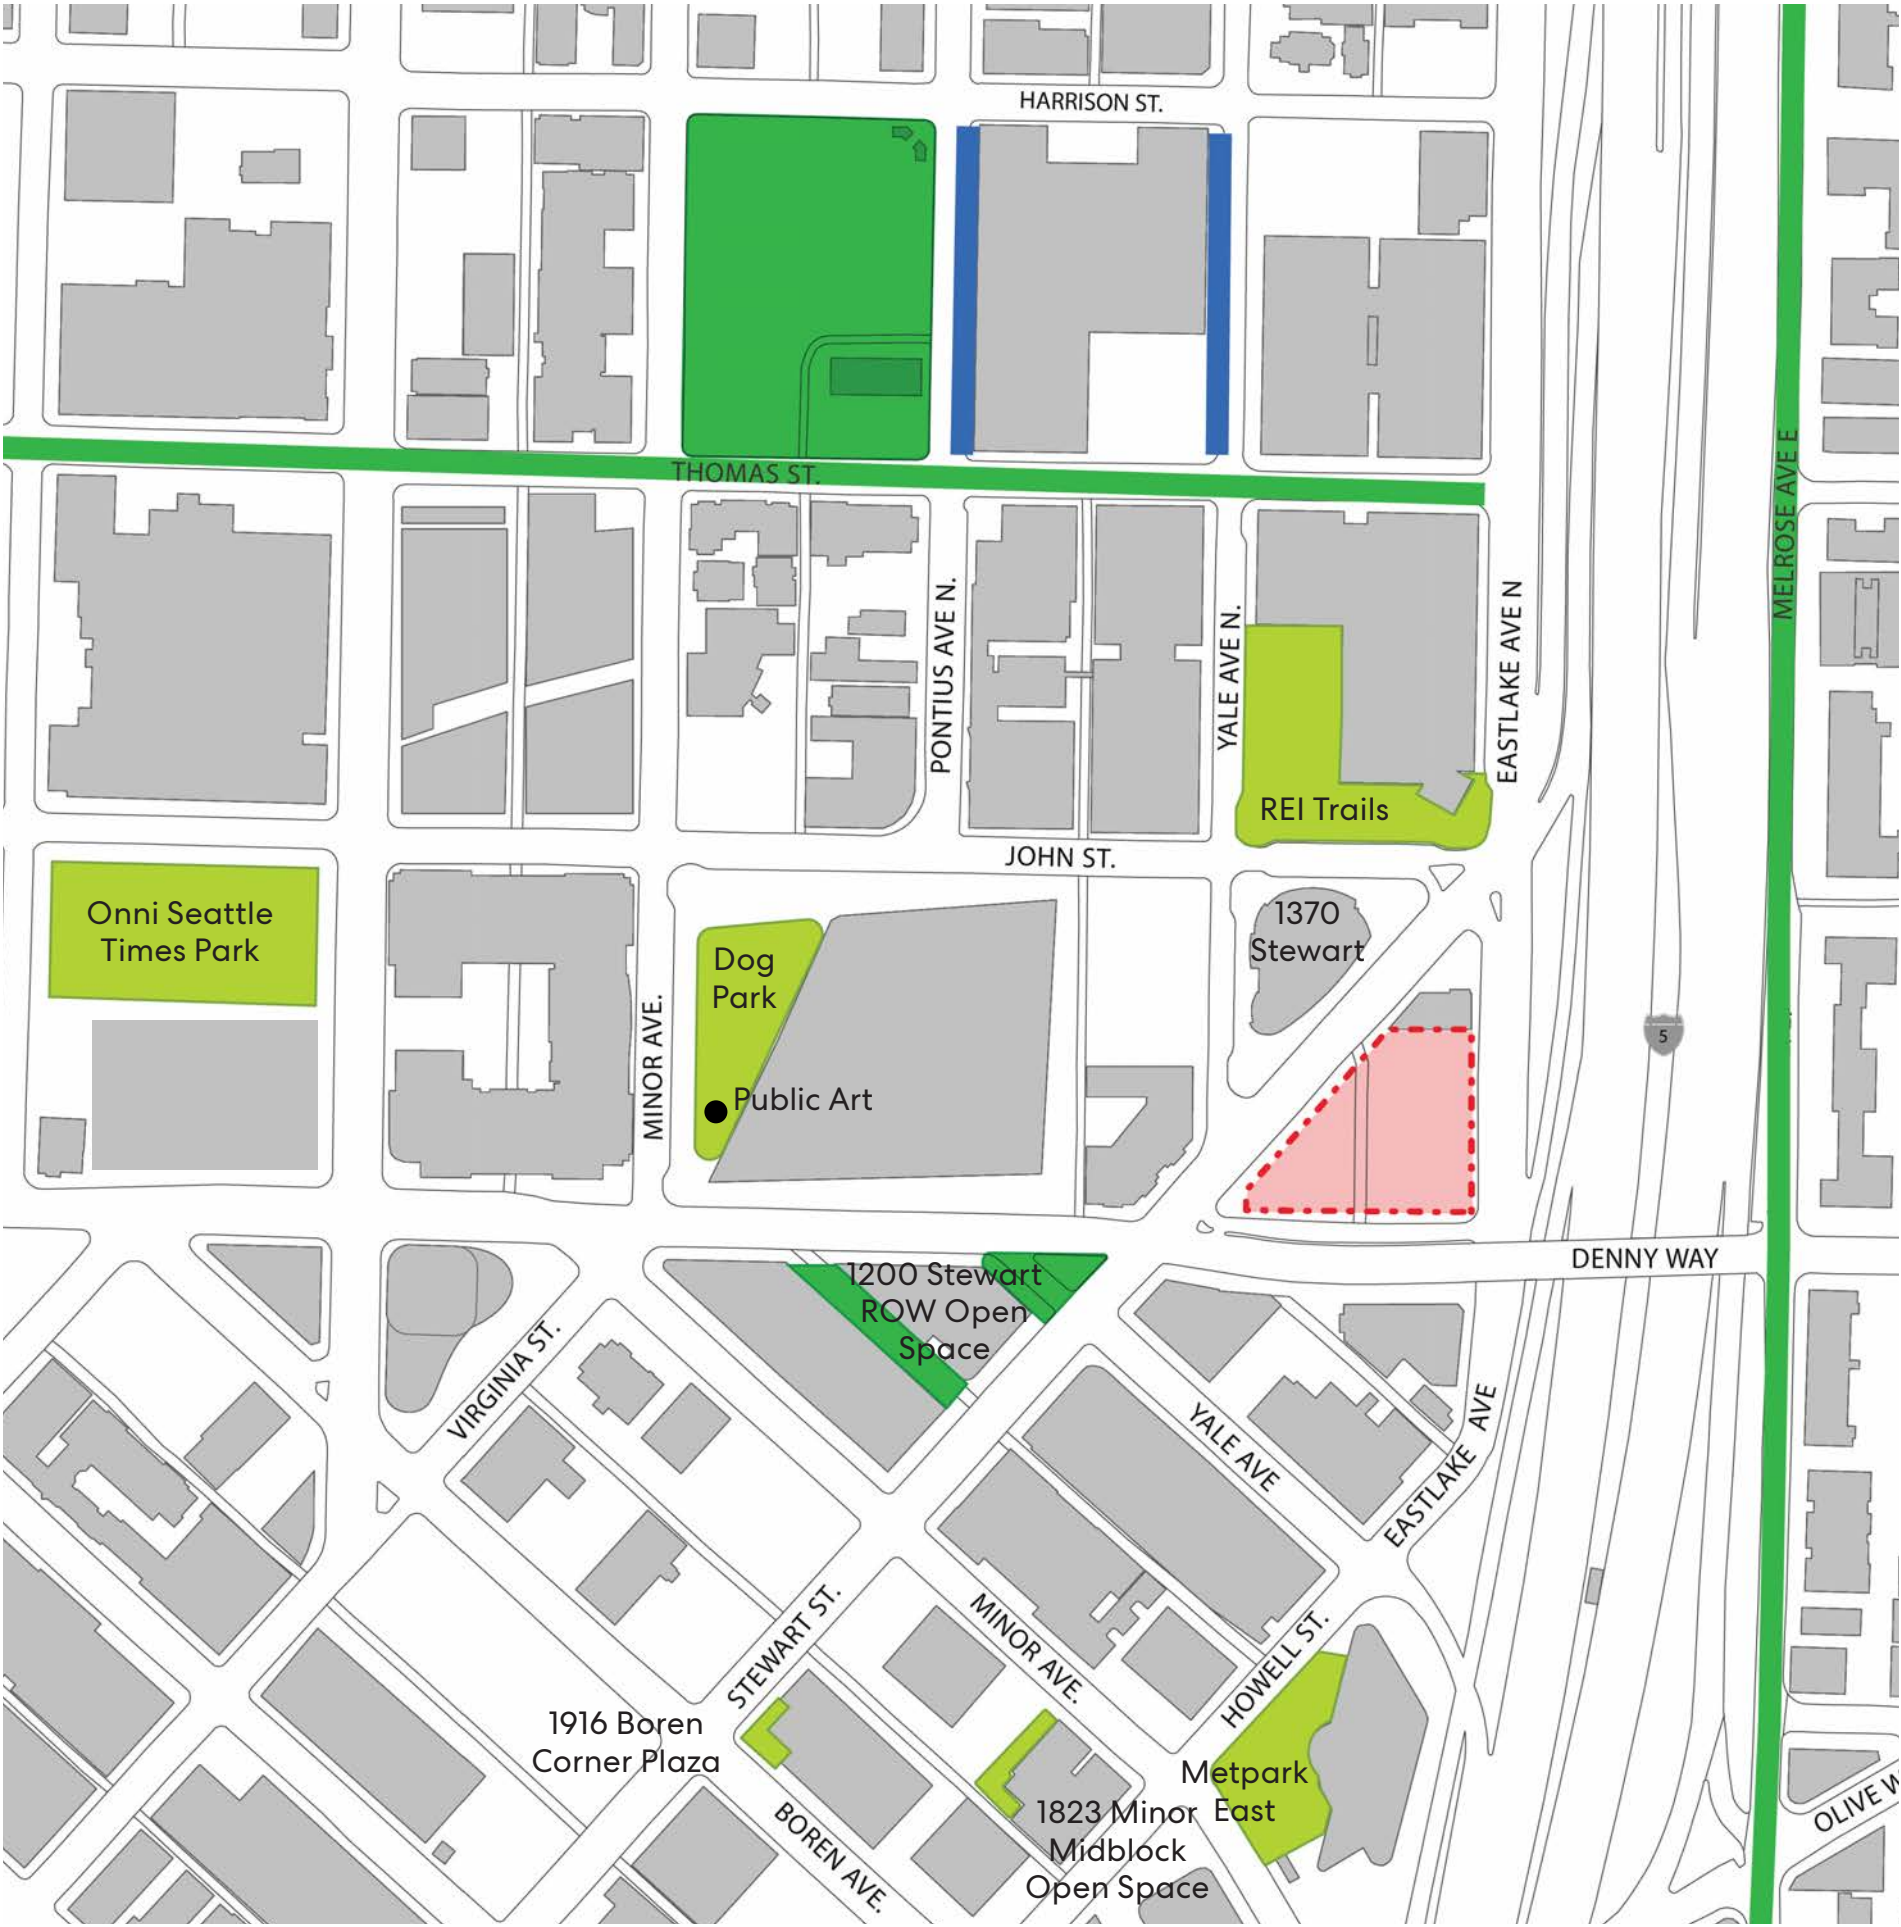 HARRISON ST.
THOMAS ST.
MELROSE AVE E
PONTIUS AVE N.
YALE AVE N.
EASTLAKE AVE N
REI Trails
JOHN ST.
Onni Seattle
Times Park
Dog
Park
1370
Stewart
MINOR AVE.
Public Art
5
DENNY WAY
1200 Stewart
ROW Open
Space
VIRGINIA ST.
YALE AVE
EASTLAKE AVE
STEWART ST.
MINOR AVE.
HOWELL ST.
1916 Boren
Corner Plaza
Metpark
East
1823 Minor
Midblock
Open Space
BOREN AVE.
OLIVE